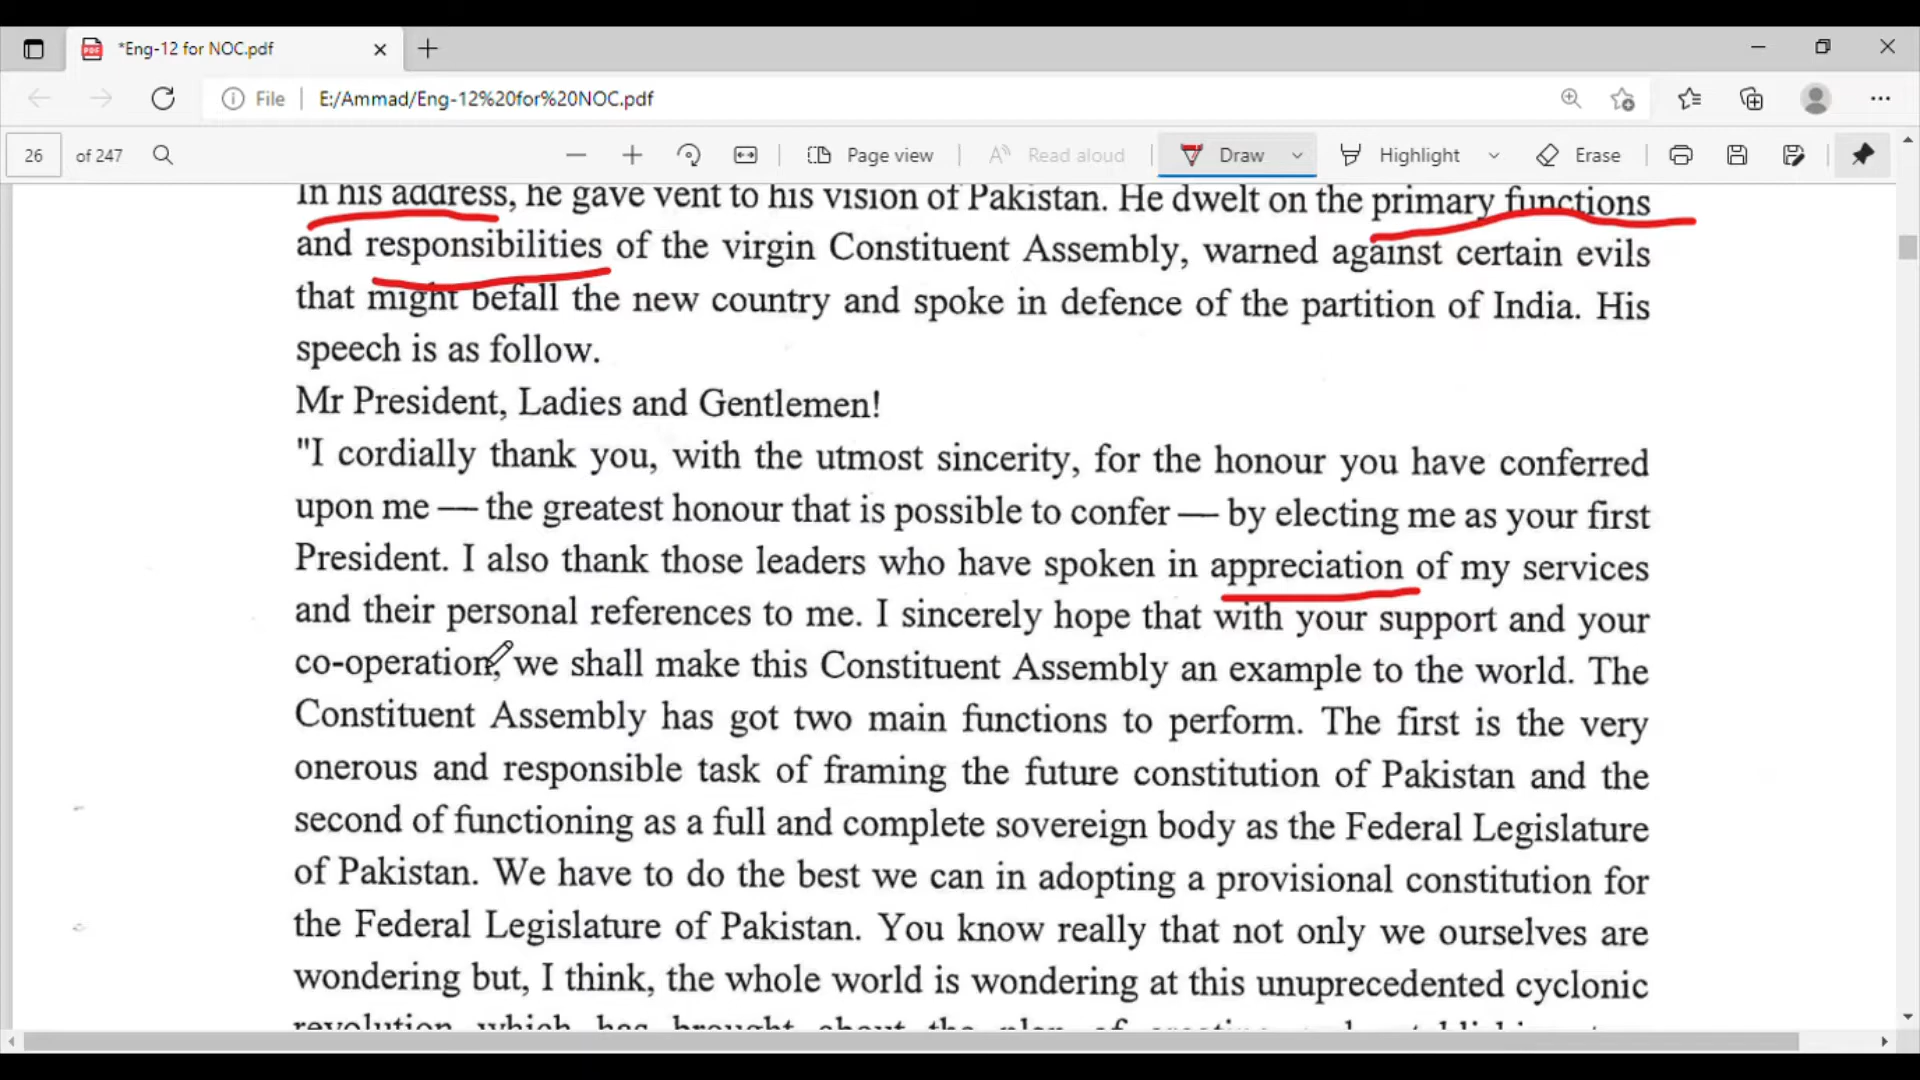 *Eng-12 for NOC.pdf
File E:/Ammad/Eng-12%20for%20NOC.pdf
26 of 247 Page view Read aloud Draw Highlight Erase
In his address, he gave vent to his vision of Pakistan. He dwelt on the primary functions
and responsibilities of the virgin Constituent Assembly, warned against certain evils
that might befall the new country and spoke in defence of the partition of India. His
speech is as follow.
Mr President, Ladies and Gentlemen!
"I cordially thank you, with the utmost sincerity, for the honour you have conferred
upon me — the greatest honour that is possible to confer — by electing me as your first
President. I also thank those leaders who have spoken in appreciation of my services
and their personal references to me. I sincerely hope that with your support and your
co-operation, we shall make this Constituent Assembly an example to the world. The
Constituent Assembly has got two main functions to perform. The first is the very
onerous and responsible task of framing the future constitution of Pakistan and the
second of functioning as a full and complete sovereign body as the Federal Legislature
of Pakistan. We have to do the best we can in adopting a provisional constitution for
the Federal Legislature of Pakistan. You know really that not only we ourselves are
wondering but, I think, the whole world is wondering at this unuprecedented cyclonic
revolution which has brought about the plan of